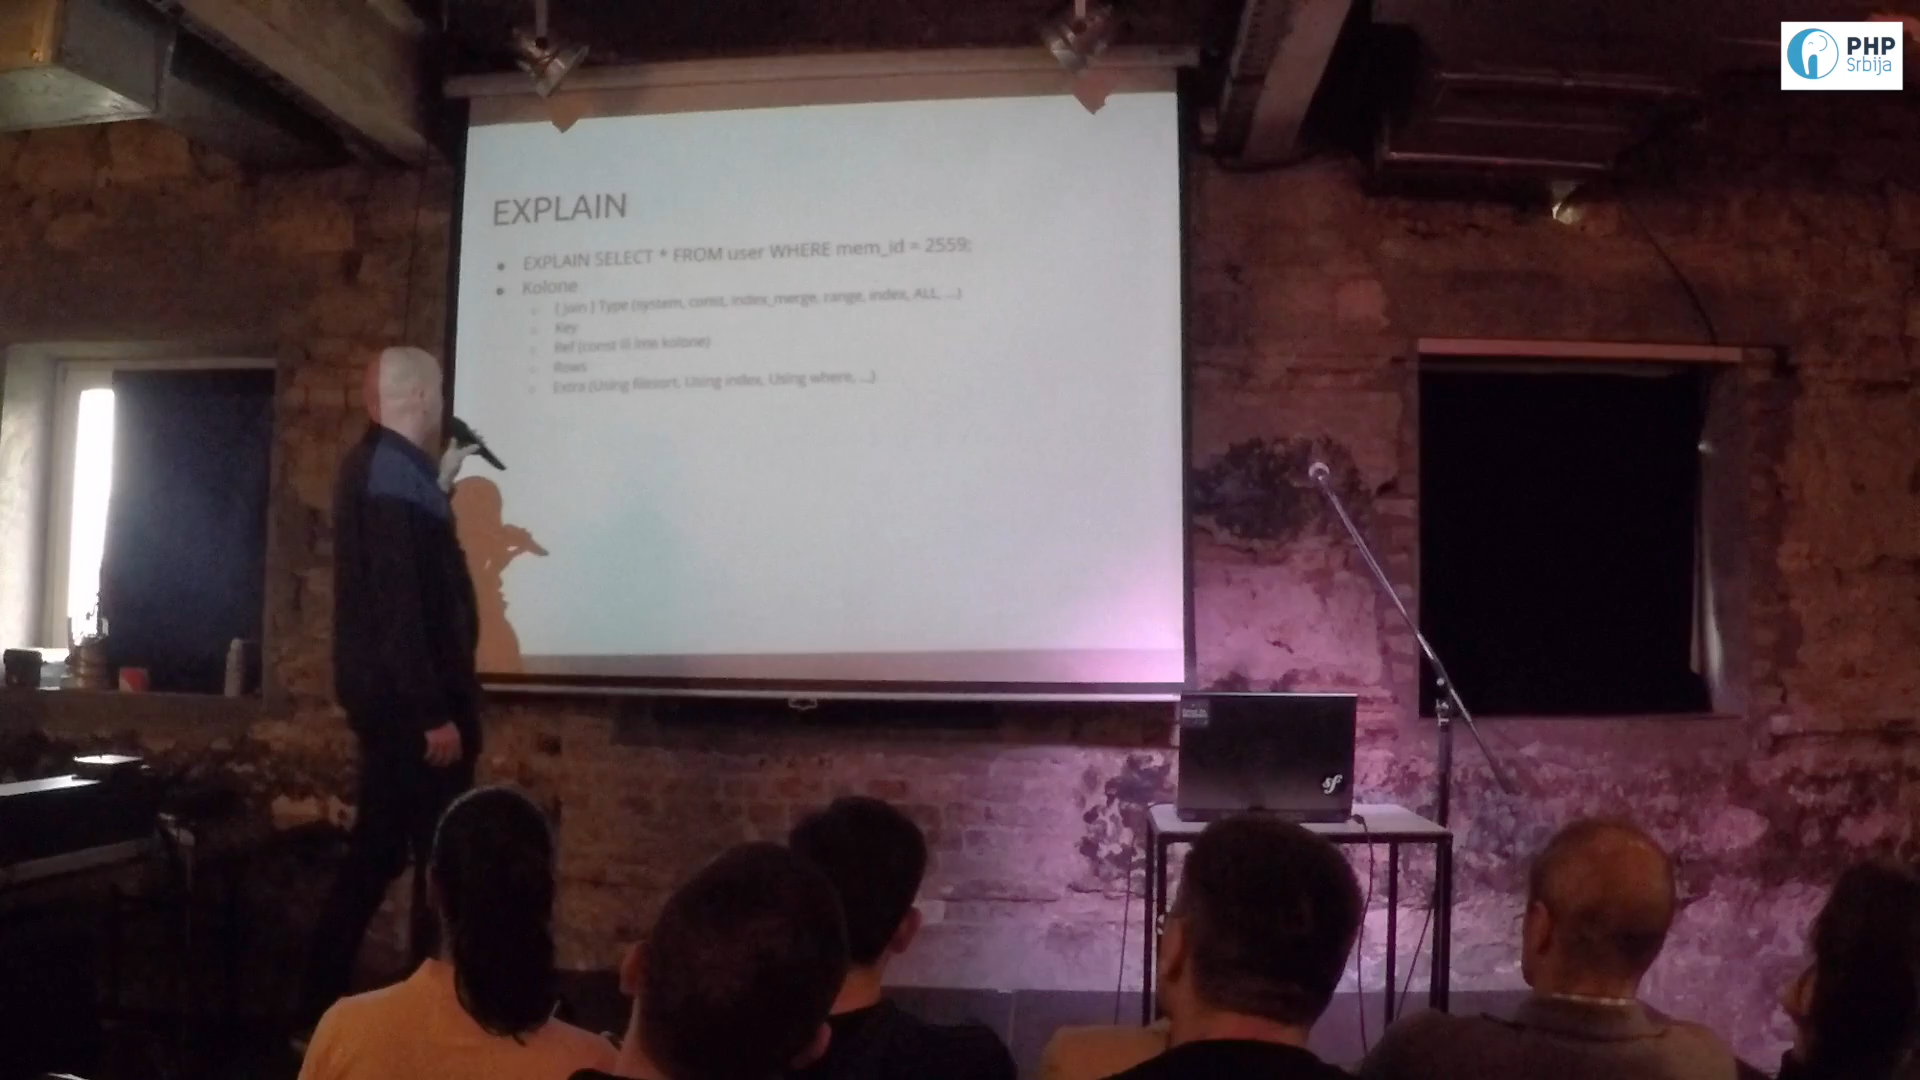 PHP
Srbija
EXPLAIN
• EXPLAIN SELECT * FROM user WHERE mem_id = 2559;
• Kolone
○ ( join ) Type (system, const, index_merge, range, index, ALL, ...)
○ Key
○ Ref (const ili ime kolone)
○ Rows
○ Extra (Using filesort, Using index, Using where, ...)
sf